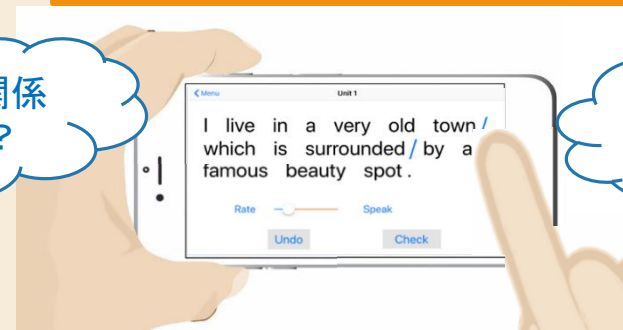 関係
?
< Menu Unit 1
I live in a very old town /
which is surrounded / by a
famous beauty spot .
Rate Speak
Undo Check